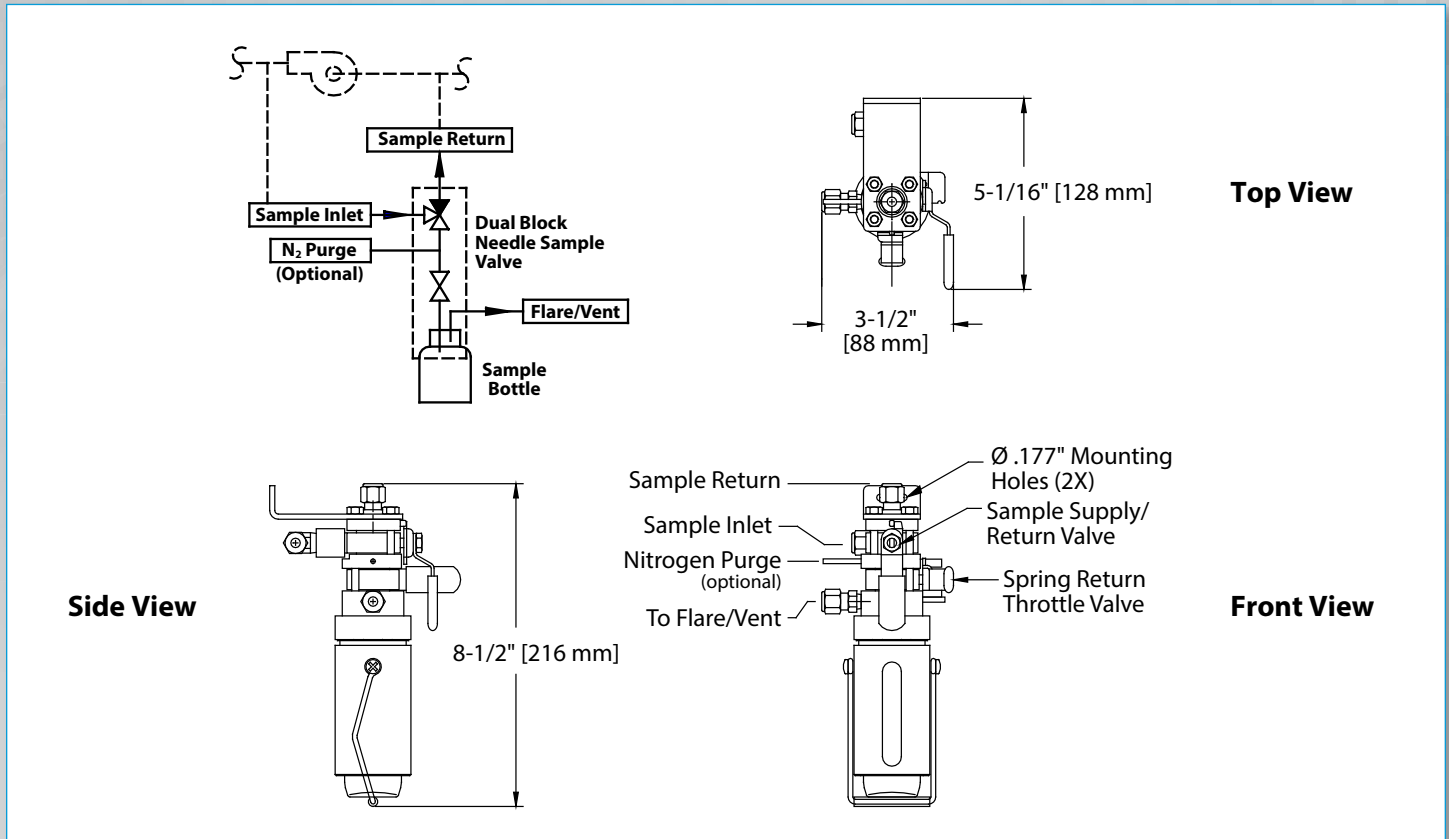 Sample Return
Sample Inlet
N₂ Purge
(Optional)
Dual Block
Needle Sample
Valve
Flare/Vent
Sample
Bottle
5-1/16" [128 mm]
3-1/2"
[88 mm]
Top View
Side View
8-1/2" [216 mm]
Sample Return
Sample Inlet
Nitrogen Purge
(optional)
To Flare/Vent
Ø .177" Mounting
Holes (2X)
Sample Supply/
Return Valve
Spring Return
Throttle Valve
Front View